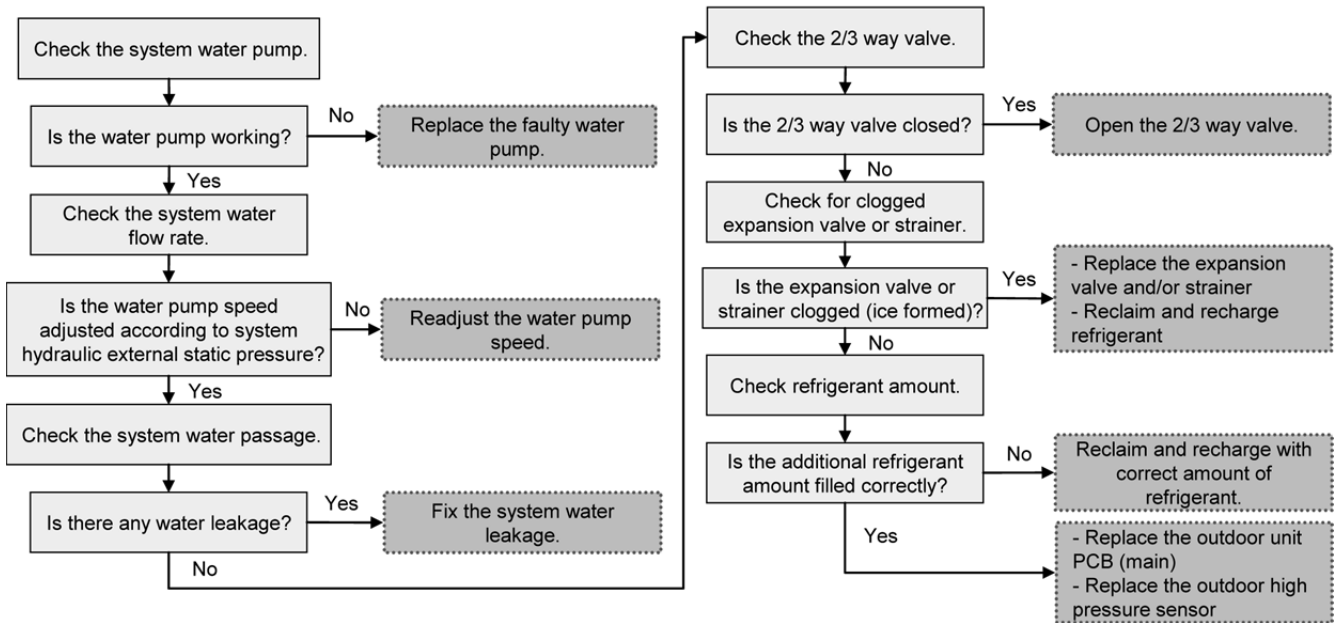 Check the system water pump.
Is the water pump working?
No
Replace the faulty water
pump.
Yes
Check the system water
flow rate.
Is the water pump speed
adjusted according to system
hydraulic external static pressure?
No
Readjust the water pump
speed.
Yes
Check the system water passage.
Is there any water leakage?
Yes
Fix the system water
leakage.
No
Check the 2/3 way valve.
Is the 2/3 way valve closed?
Yes
Open the 2/3 way valve.
No
Check for clogged
expansion valve or strainer.
Is the expansion valve or
strainer clogged (ice formed)?
Yes
- Replace the expansion
valve and/or strainer
- Reclaim and recharge
refrigerant
No
Check refrigerant amount.
Is the additional refrigerant
amount filled correctly?
No
Reclaim and recharge with
correct amount of
refrigerant.
Yes
- Replace the outdoor unit
PCB (main)
- Replace the outdoor high
pressure sensor